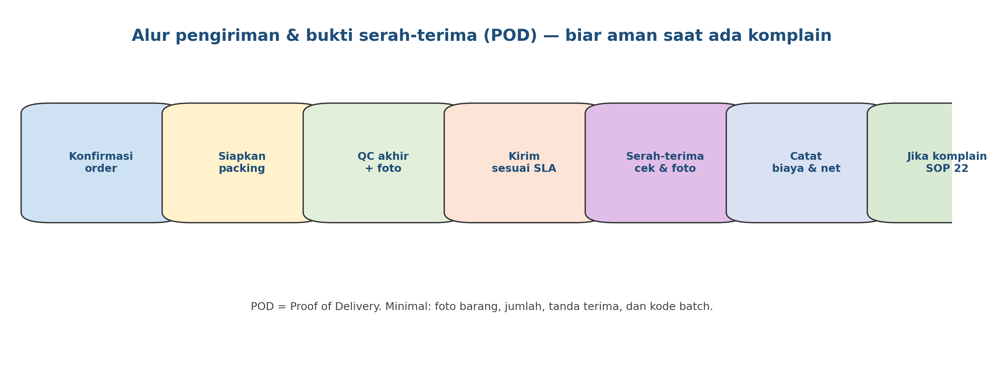 Alur pengiriman & bukti serah-terima (POD) — biar aman saat ada komplain
Konfirmasi
order
Siapkan
packing
QC akhir
+ foto
Kirim
sesuai SLA
Serah-terima
cek & foto
Catat
biaya & net
Jika komplain
SOP 22
POD = Proof of Delivery. Minimal: foto barang, jumlah, tanda terima, dan kode batch.